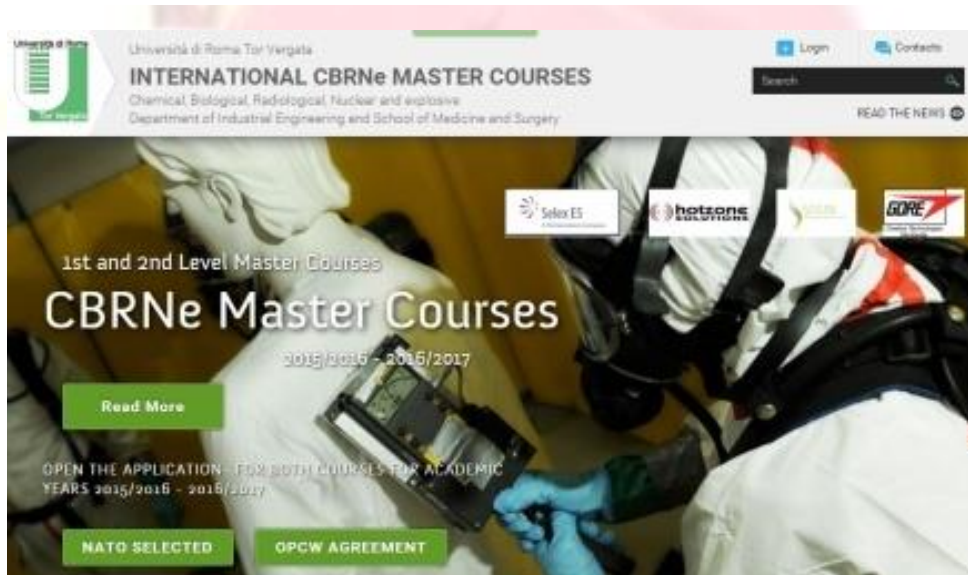 Università di Roma
Tor Vergata
Università di Roma Tor Vergata
INTERNATIONAL CBRNe MASTER COURSES
Chemical, Biological, Radiological, Nuclear and explosive
Department of Industrial Engineering and School of Medicine and Surgery
Login
Contacts
Search
READ THE NEWS
Selex ES
hotzone
SOLUTIONS
GORE
1st and 2nd Level Master Courses
CBRNe Master Courses
2015/2016 - 2016/2017
Read More
OPEN THE APPLICATION FOR BOTH COURSES FOR ACADEMIC
YEARS 2015/2016 - 2016/2017
NATO SELECTED
OPCW AGREEMENT